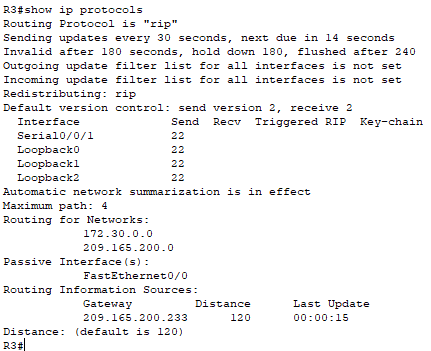 R3#show ip protocols
Routing Protocol is "rip"
Sending updates every 30 seconds, next due in 14 seconds
Invalid after 180 seconds, hold down 180, flushed after 240
Outgoing update filter list for all interfaces is not set
Incoming update filter list for all interfaces is not set
Redistributing: rip
Default version control: send version 2, receive 2
  Interface             Send  Recv  Triggered RIP  Key-chain
  Serial0/0/1           22
  Loopback0             22
  Loopback1             22
  Loopback2             22
Automatic network summarization is in effect
Maximum path: 4
Routing for Networks:
            172.30.0.0
            209.165.200.0
Passive Interface(s):
            FastEthernet0/0
Routing Information Sources:
            Gateway         Distance      Last Update
            209.165.200.233      120      00:00:15
Distance: (default is 120)
R3#